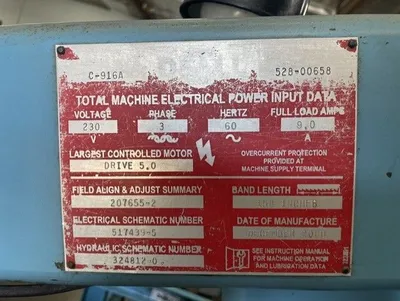 C-916A 528-00658
TOTAL MACHINE ELECTRICAL POWER INPUT DATA
VOLTAGE PHASE HERTZ FULL LOAD AMPS
230 3 60 8.0
LARGEST CONTROLLED MOTOR
DRIVE 5.0
OVERCURRENT PROTECTION
PROVIDED AT
MACHINE SUPPLY TERMINAL
FIELD ALIGN & ADJUST SUMMARY
207655-2
BAND LENGTH
ELECTRICAL SCHEMATIC NUMBER
517439-5
DATE OF MANUFACTURE
HYDRAULIC SCHEMATIC NUMBER
324812-0
SEE INSTRUCTION MANUAL
FOR MACHINE OPERATION
AND LUBRICATION DATA